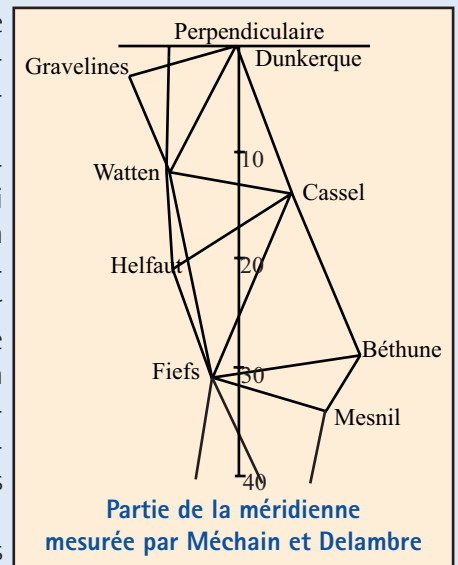 Perpendiculaire
Dunkerque
Gravelines
10
Watten
Cassel
Helfaut
20
Béthune
Fiefs
30
Mesnil
40
Partie de la méridienne
mesurée par Méchain et Delambre